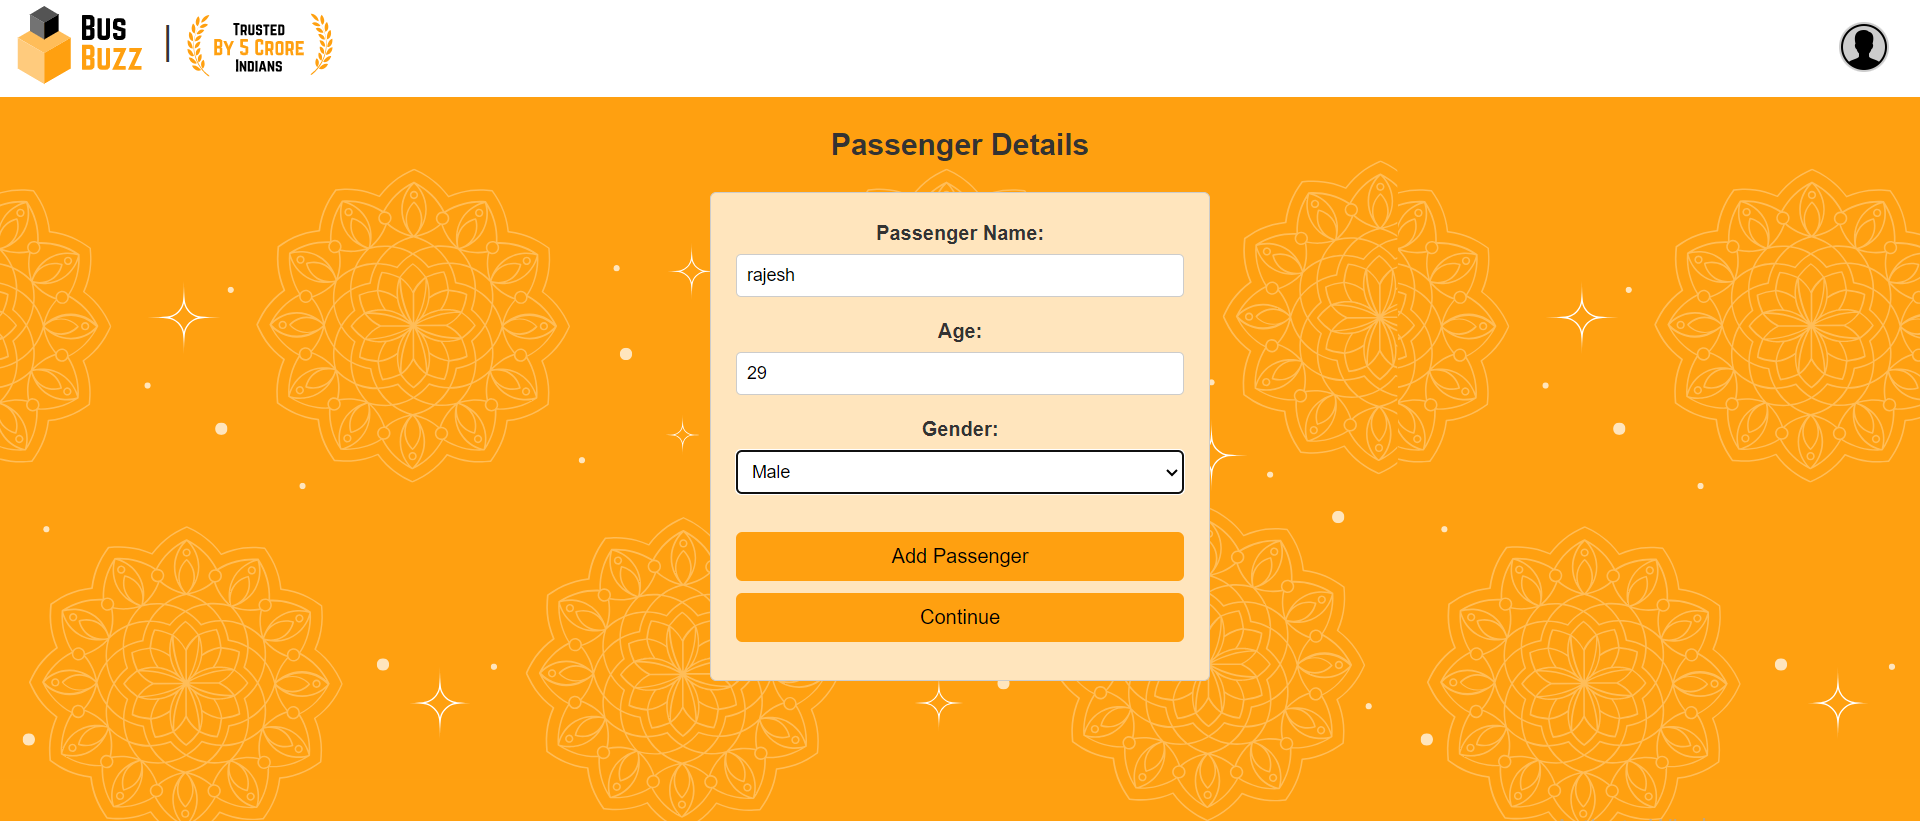 Bus
Buzz
|
Trusted
By 5 Crore
Indians
Passenger Details
Passenger Name:
rajesh
Age:
29
Gender:
Male
Add Passenger
Continue